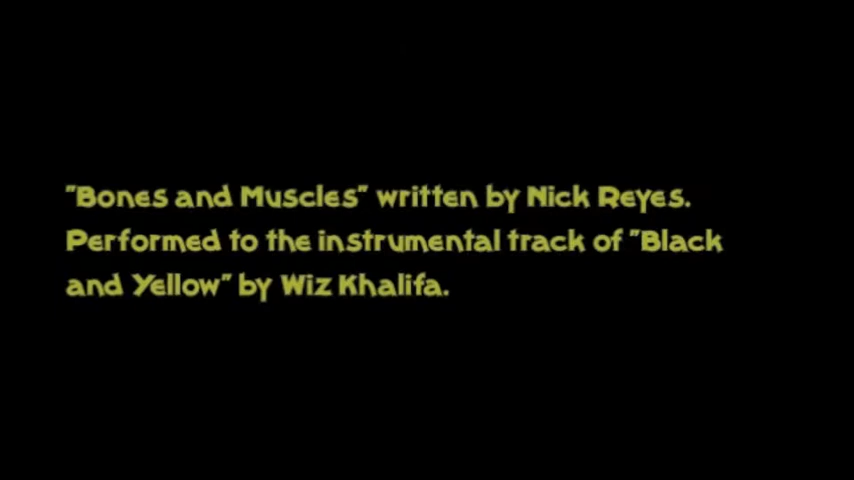 "Bones and Muscles" written by Nick Reyes.
Performed to the instrumental track of "Black
and Yellow" by Wiz Khalifa.